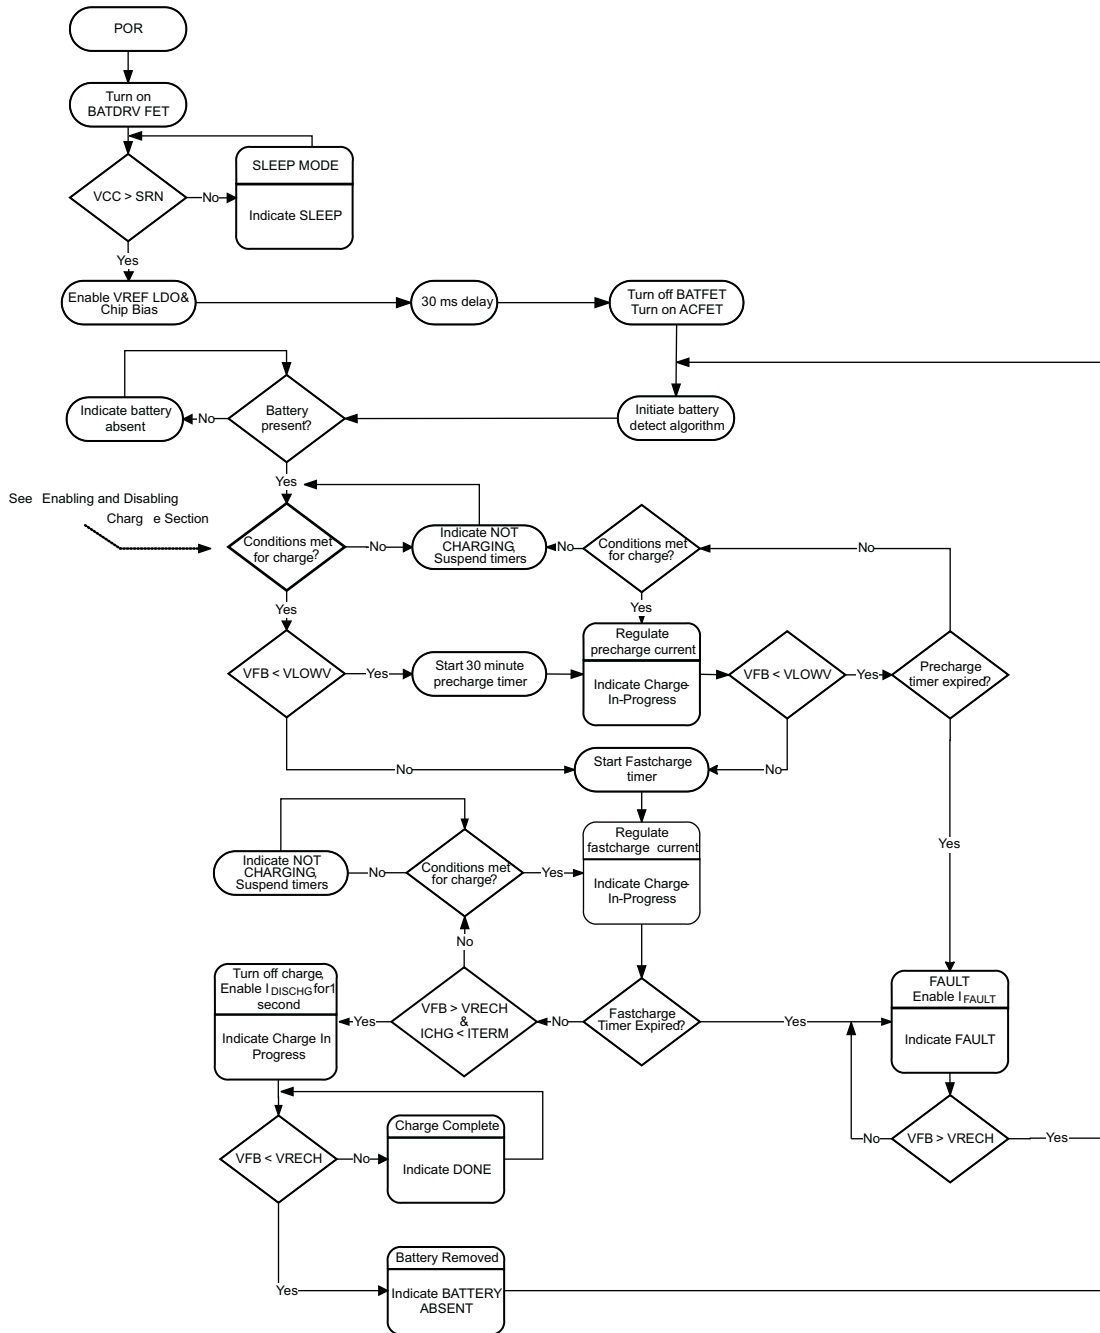 POR
Turn on
BATDRV FET
SLEEP MODE
VCC > SRN
No
Indicate SLEEP
Yes
Enable VREF LDO&
Chip Bias
30 ms delay
Turn off BATFET
Turn on ACFET
Indicate battery
absent
No
Battery
present?
Initiate battery
detect algorithm
Yes
See Enabling and Disabling
Charg e Section
Conditions met
for charge?
No
Indicate NOT
CHARGING,
Suspend timers
No
Conditions met
for charge?
No
Yes
Yes
VFB < VLOWV
Yes
Start 30 minute
precharge timer
Regulate
precharge current
Indicate Charge-
In-Progress
VFB < VLOWV
Yes
Precharge
timer expired?
No
Start Fastcharge
timer
No
Indicate NOT
CHARGING,
Suspend timers
No
Conditions met
for charge?
Yes
Regulate
fastcharge current
Indicate Charge-
In-Progress
Yes
No
Turn off charge,
Enable IDISCHG for 1
second
Indicate Charge In
Progress
Yes
VFB > VRECH
&
ICHG < ITERM
No
Fastcharge
Timer Expired?
Yes
FAULT
Enable IFAULT
Indicate FAULT
VFB < VRECH
No
Charge Complete
Indicate DONE
No
VFB > VRECH
Yes
Yes
Battery Removed
Indicate BATTERY
ABSENT